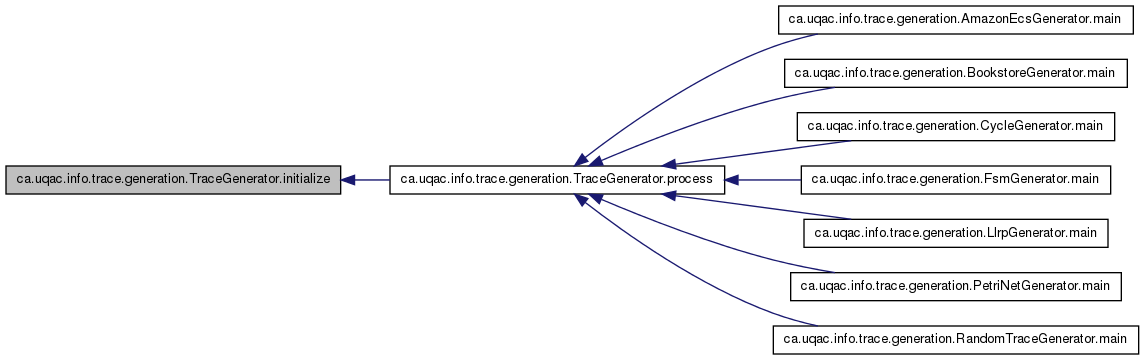 ca.uqac.info.trace.generation.AmazonEcsGenerator.main
ca.uqac.info.trace.generation.BookstoreGenerator.main
ca.uqac.info.trace.generation.CycleGenerator.main
ca.uqac.info.trace.generation.TraceGenerator.initialize
ca.uqac.info.trace.generation.TraceGenerator.process
ca.uqac.info.trace.generation.FsmGenerator.main
ca.uqac.info.trace.generation.LlrpGenerator.main
ca.uqac.info.trace.generation.PetriNetGenerator.main
ca.uqac.info.trace.generation.RandomTraceGenerator.main